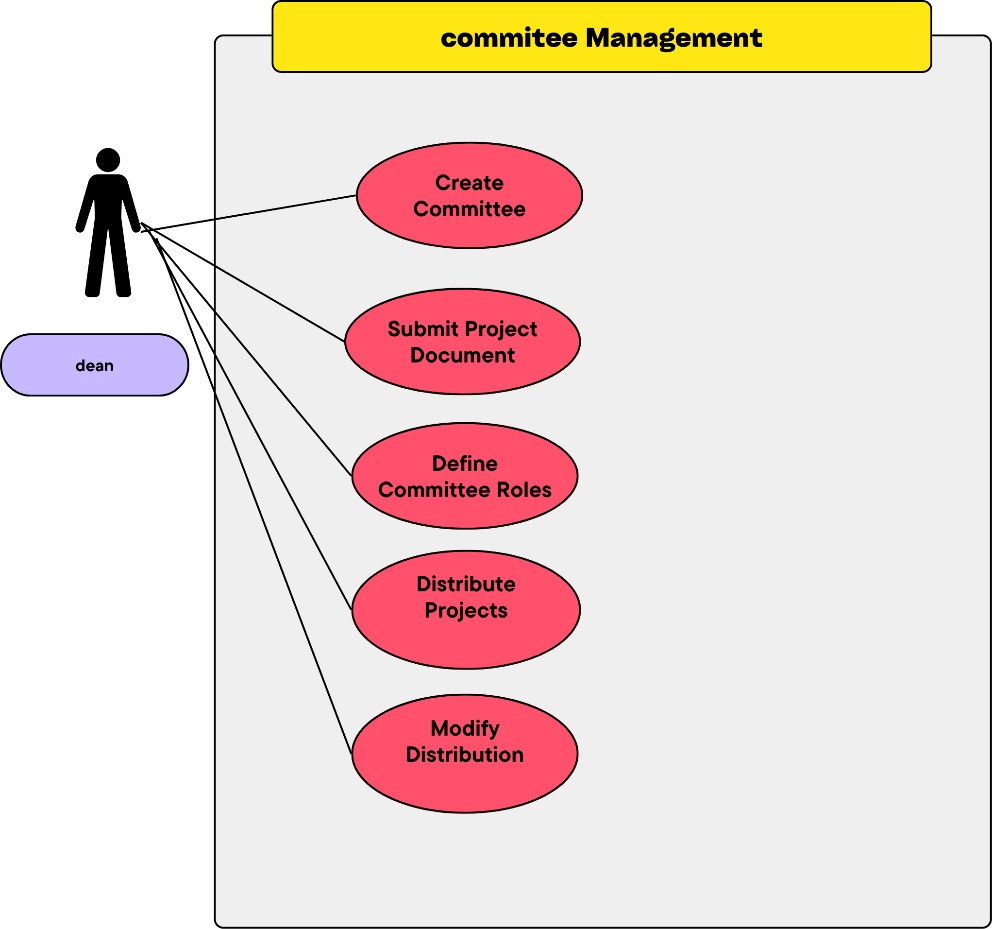 commitee Management
Create
Committee
Submit Project
Document
dean
Define
Committee Roles
Distribute
Projects
Modify
Distribution